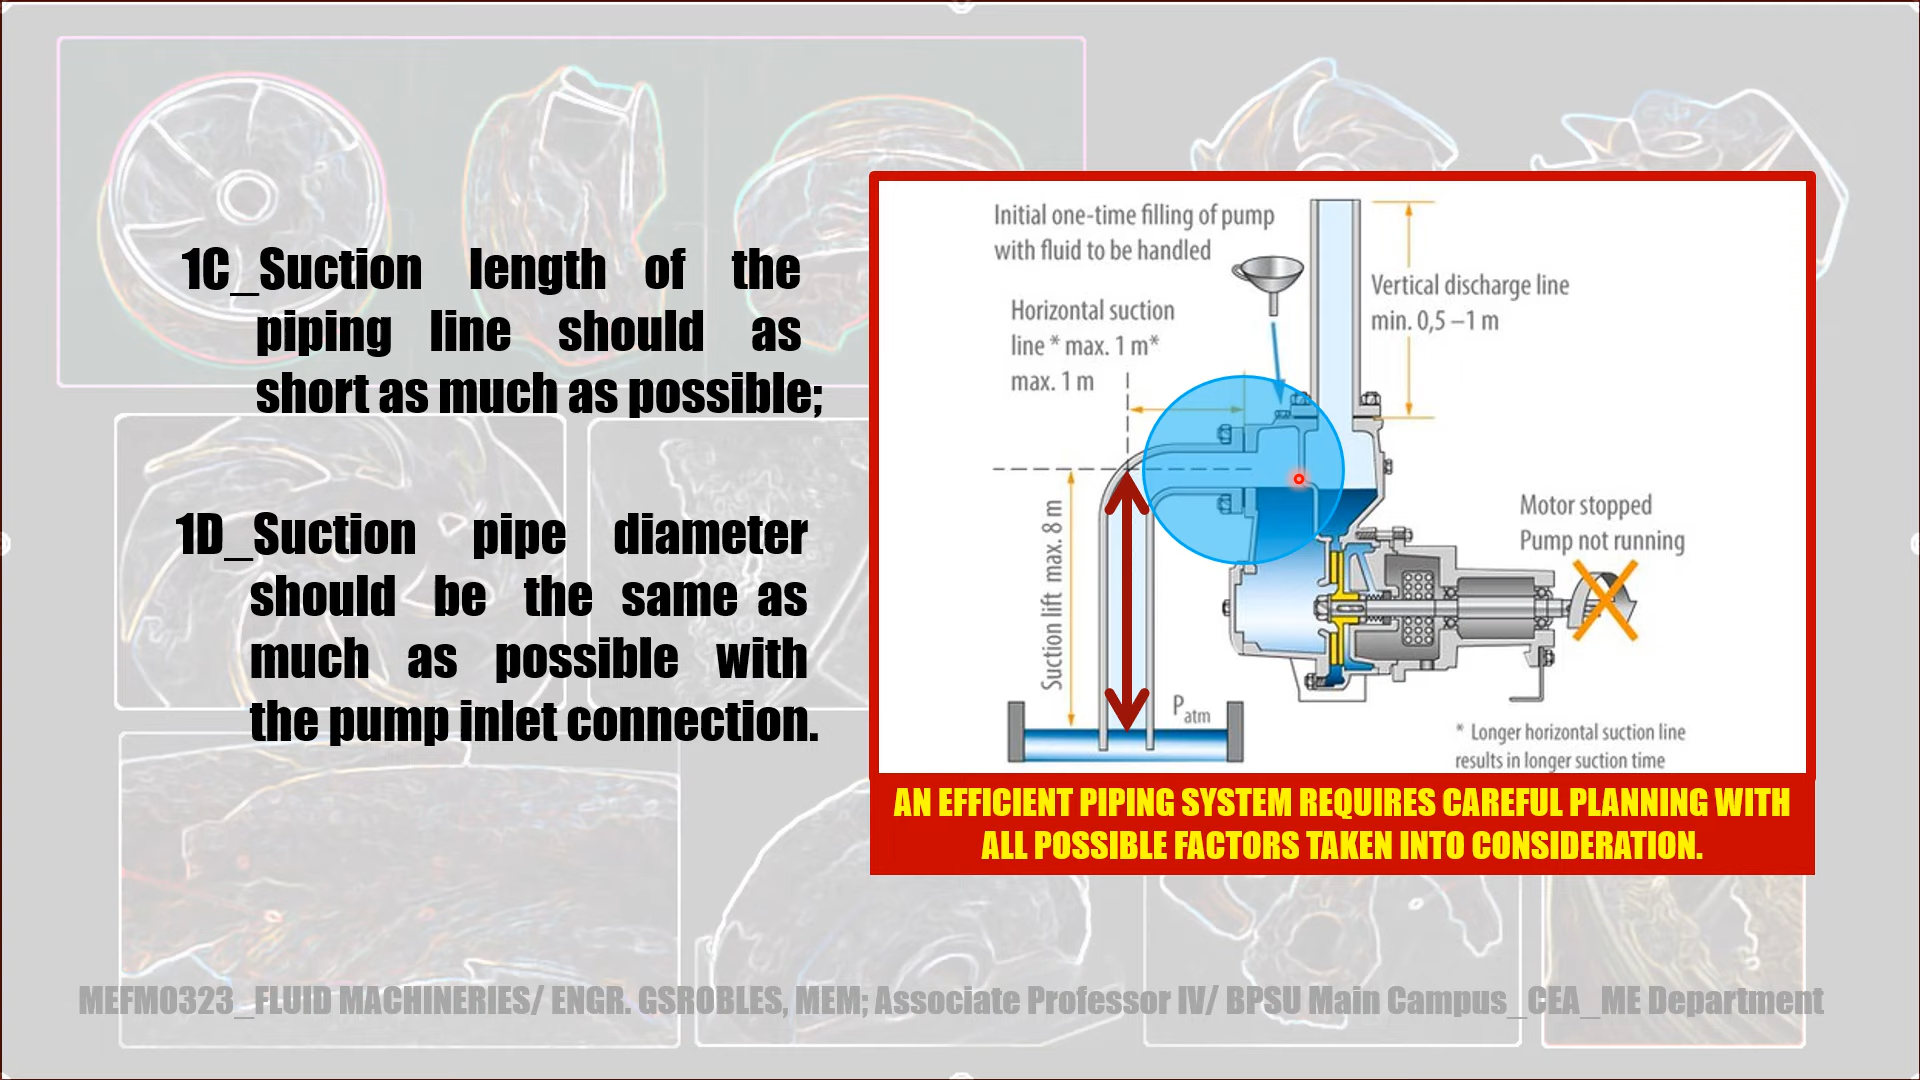 1C_Suction length of the
piping line should as
short as much as possible;
1D_Suction pipe diameter
should be the same as
much as possible with
the pump inlet connection.
Initial one-time filling of pump
with fluid to be handled
Horizontal suction
line * max. 1 m*
max. 1 m
Vertical discharge line
min. 0,5 – 1 m
Suction lift max. 8 m
Motor stopped
Pump not running
Patm
* Longer horizontal suction line
results in longer suction time
AN EFFICIENT PIPING SYSTEM REQUIRES CAREFUL PLANNING WITH
ALL POSSIBLE FACTORS TAKEN INTO CONSIDERATION.
MEFM0323_FLUID MACHINERIES/ ENGR. GSROBLES, MEM; Associate Professor IV/ BPSU Main Campus_CEA_ME Department